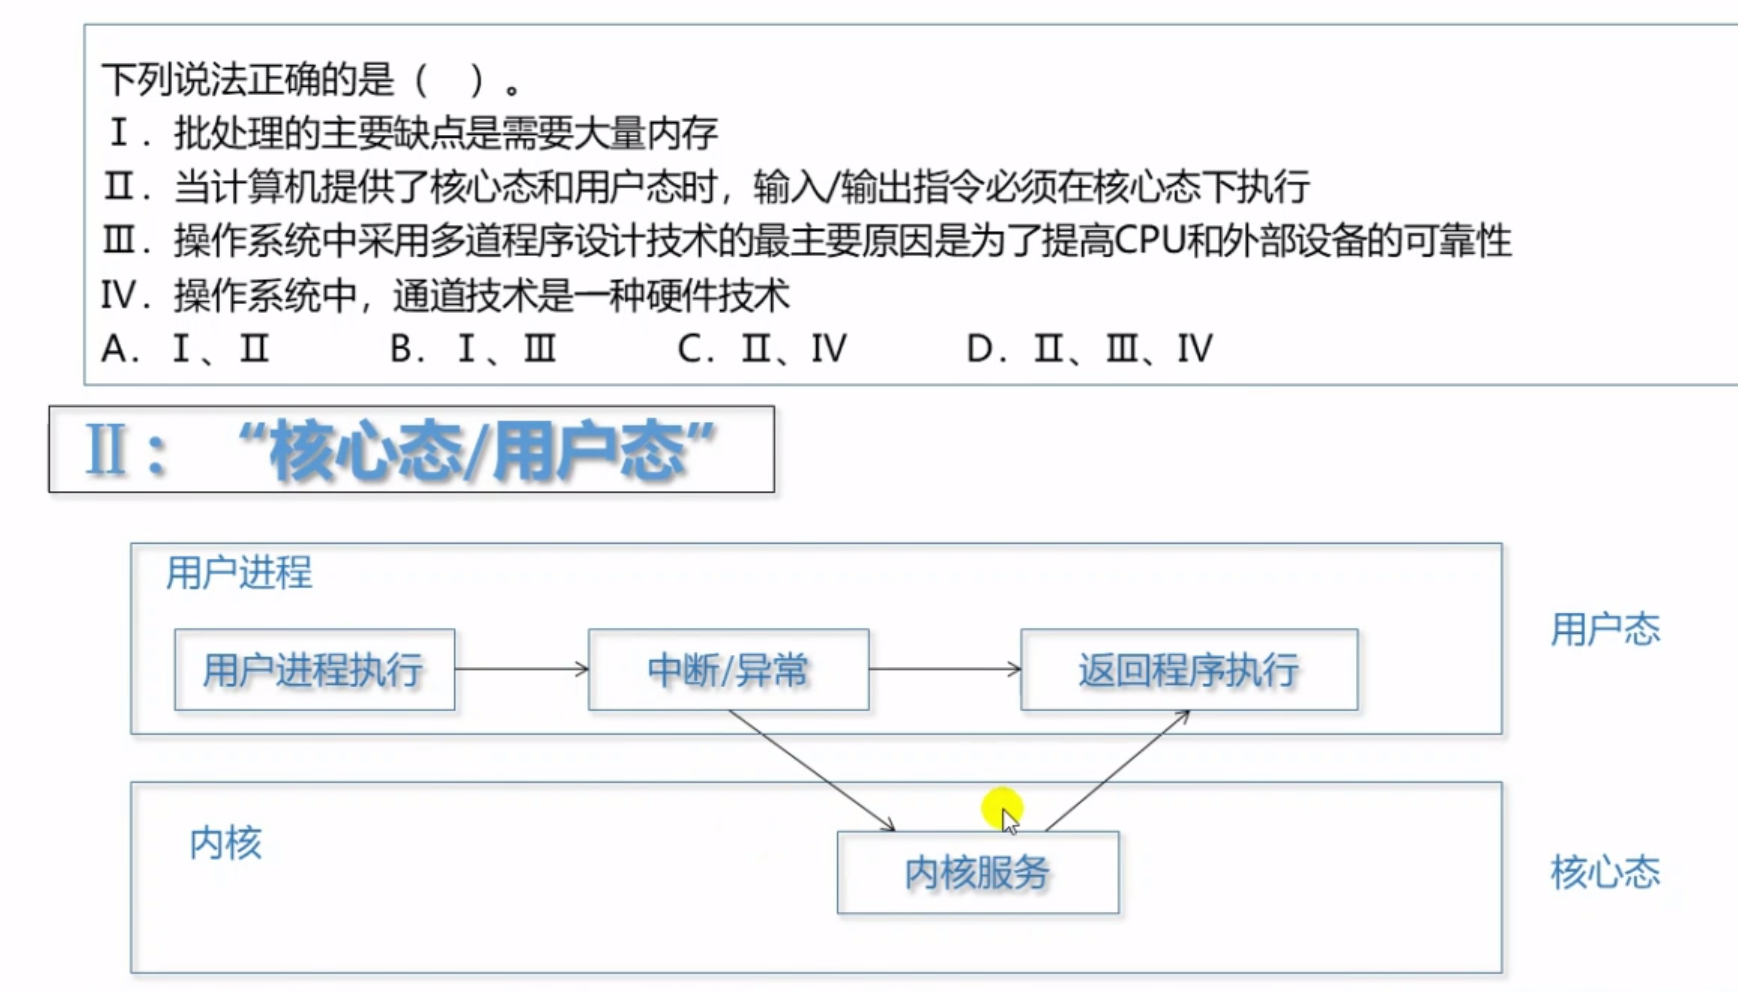 下列说法正确的是（　）。
Ⅰ．批处理的主要缺点是需要大量内存
Ⅱ．当计算机提供了核心态和用户态时，输入/输出指令必须在核心态下执行
Ⅲ．操作系统中采用多道程序设计技术的最主要原因是为了提高CPU和外部设备的可靠性
Ⅳ．操作系统中，通道技术是一种硬件技术
A．Ⅰ、Ⅱ　B．Ⅰ、Ⅲ　C．Ⅱ、Ⅳ　D．Ⅱ、Ⅲ、Ⅳ
Ⅱ：“核心态/用户态”
用户进程
用户态
用户进程执行　中断/异常　返回程序执行
内核
内核服务
核心态